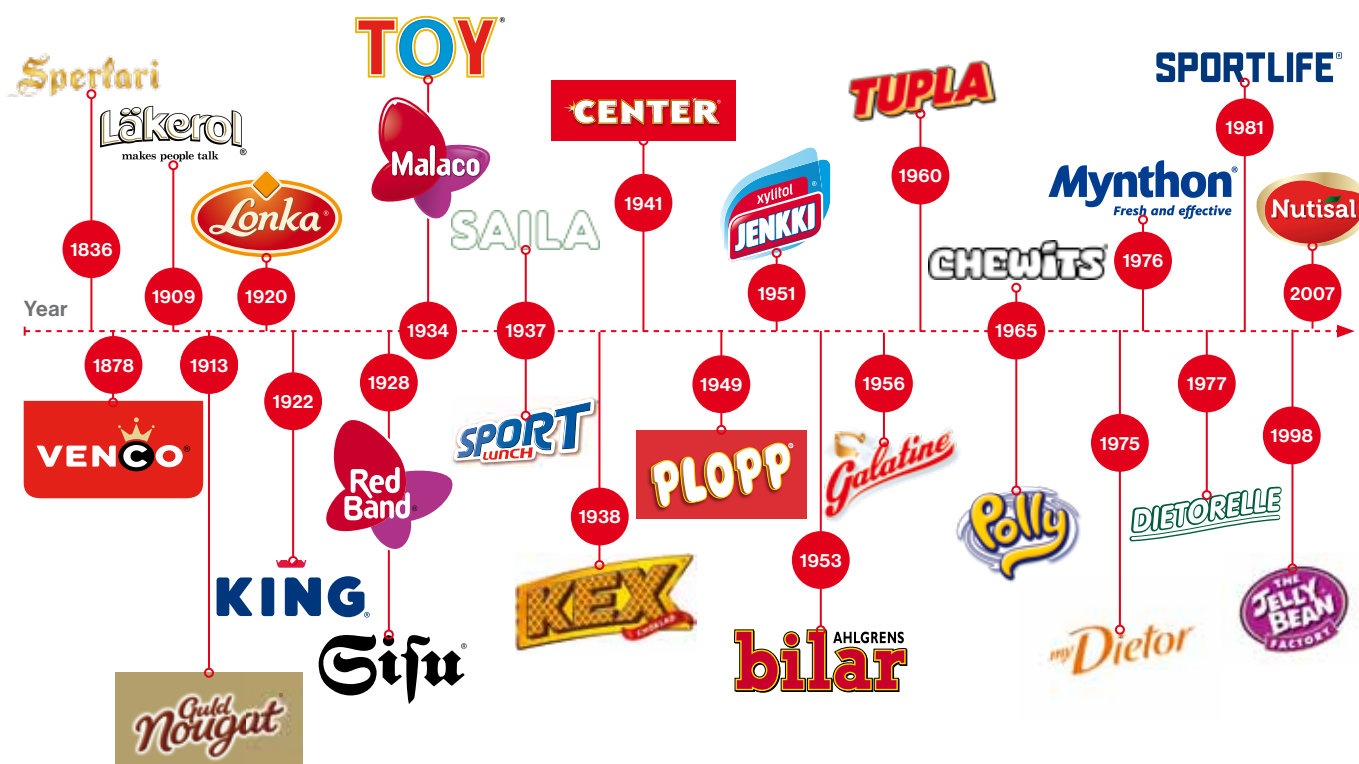 Sperlari
Läkerol®
makes people talk
1836
1909
Lonka®
1920
TOY®
Malaco
1934
SAILA
1937
CENTER
1941
xylitol
JENKKI
®
1951
TUPLA
1960
CHEWiTS
1965
Mynthon®
Fresh and effective
1976
SPORTLIFE®
1981
Nutisal
2007
Year
1878
VENCO®
1913
Guld
Nougat
1922
KING®
1928
Red
Band®
Sisu®
SPORT
LUNCH
1938
KEX
CHOKLAD
1949
PLOPP®
1953
AHLGRENS
bilar
1956
Galatine
Polly
1975
my Dietor
1977
DIETORELLE
1998
THE
JELLY
BEAN
FACTORY